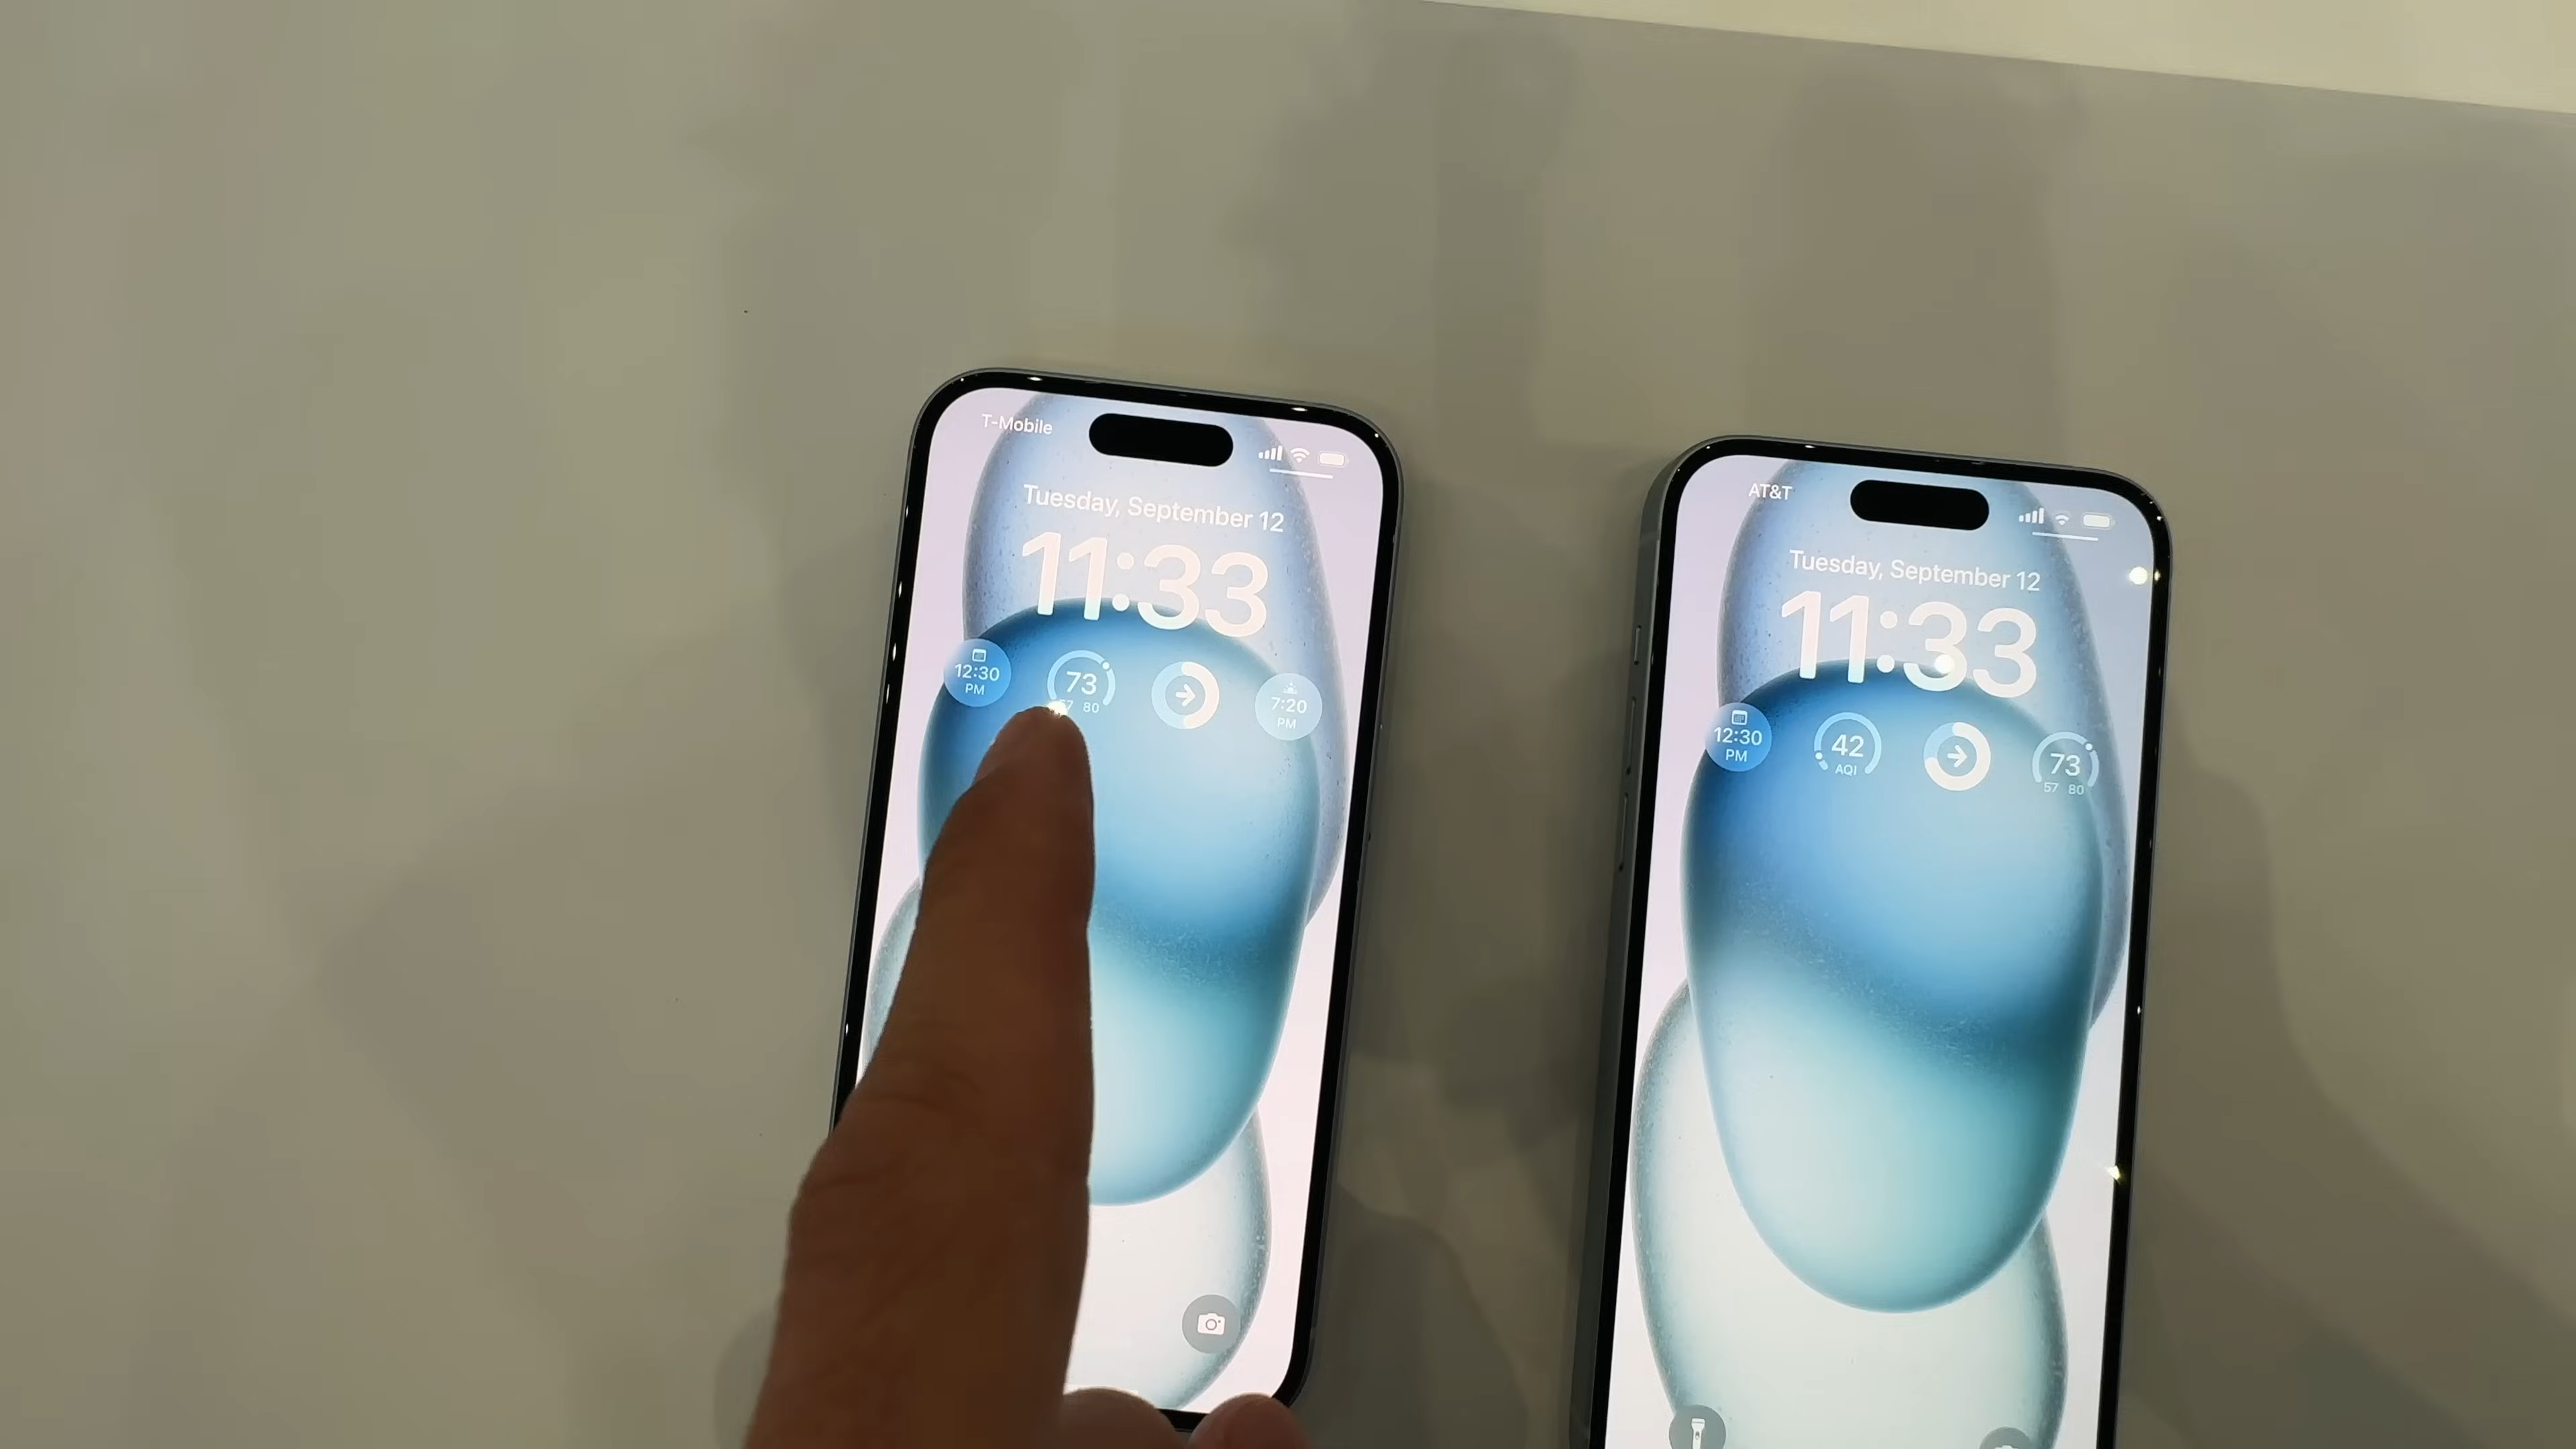 T-Mobile
Tuesday, September 12
11:33
12:30
PM
73
80
7:20
PM
AT&T
Tuesday, September 12
11:33
12:30
PM
42
AQI
73
57 80